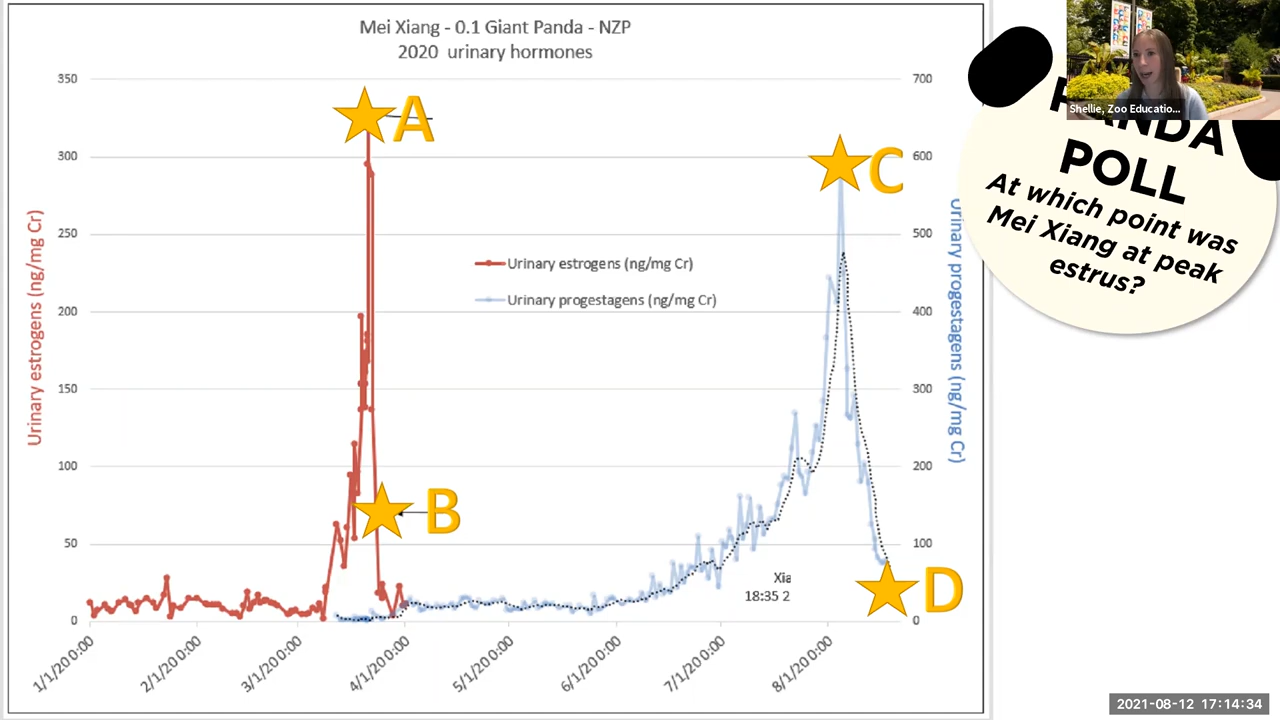 Mei Xiang - 0.1 Giant Panda - NZP
2020 urinary hormones
350
300
250
200
150
100
50
0
Urinary estrogens (ng/mg Cr)
700
600
500
400
300
200
100
0
Urinary progestagens (ng/mg Cr)
A
B
C
D
Urinary estrogens (ng/mg Cr)
Urinary progestagens (ng/mg Cr)
Xia
18:35 2
1/1/20 0:00
2/1/20 0:00
3/1/20 0:00
4/1/20 0:00
5/1/20 0:00
6/1/20 0:00
7/1/20 0:00
8/1/20 0:00
Shellie, Zoo Educatio...
PANDA
POLL
At which point was
Mei Xiang at peak
estrus?
2021-08-12 17:14:34